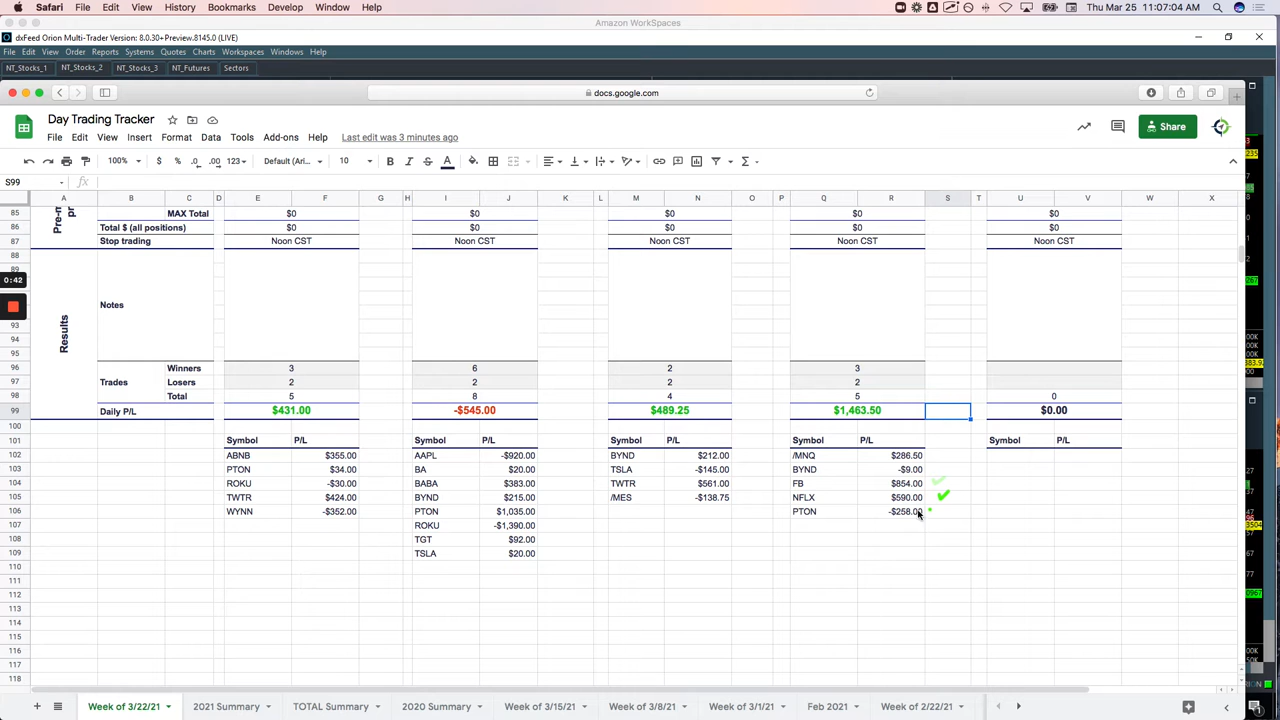 Safari File Edit View History Bookmarks Develop Window Help Thu Mar 25 11:07:04 AM
Amazon WorkSpaces
dxFeed Orion Multi-Trader Version: 8.0.30+Preview.8145.0 (LIVE)
File Edit View Order Reports Systems Quotes Charts Workspaces Windows Help
NT_Stocks_1 NT_Stocks_2 NT_Stocks_3 NT_Futures Sectors
docs.google.com
Day Trading Tracker
File Edit View Insert Format Data Tools Add-ons Help Last edit was 3 minutes ago
Share
100% $ % .0 .00 123 Default (Ari... 10 B I S A
S99 fx
A B C D E F G H I J K L M N O P Q R S T U V W X
85 MAX Total $0 $0 $0 $0 $0
86 Total $ (all positions) $0 $0 $0 $0 $0
87 Stop trading Noon CST Noon CST Noon CST Noon CST Noon CST
88
89
0:42
Results
Notes
93
94
95
96 Winners 3 6 2 3
97 Trades Losers 2 2 2 2
98 Total 5 8 4 5 0
99 Daily P/L $431.00 -$545.00 $489.25 $1,463.50 $0.00
100
101 Symbol P/L Symbol P/L Symbol P/L Symbol P/L Symbol P/L
102 ABNB $355.00 AAPL -$920.00 BYND $212.00 /MNQ $286.50
103 PTON $34.00 BA $20.00 TSLA -$145.00 BYND -$9.00
104 ROKU -$30.00 BABA $383.00 TWTR $561.00 FB $854.00
105 TWTR $424.00 BYND $215.00 /MES -$138.75 NFLX $590.00
106 WYNN -$352.00 PTON $1,035.00 PTON -$258.00
107 ROKU -$1,390.00
108 TGT $92.00
109 TSLA $20.00
110
111
112
113
114
115
116
117
118
Week of 3/22/21 2021 Summary TOTAL Summary 2020 Summary Week of 3/15/21 Week of 3/8/21 Week of 3/1/21 Feb 2021 Week of 2/22/21